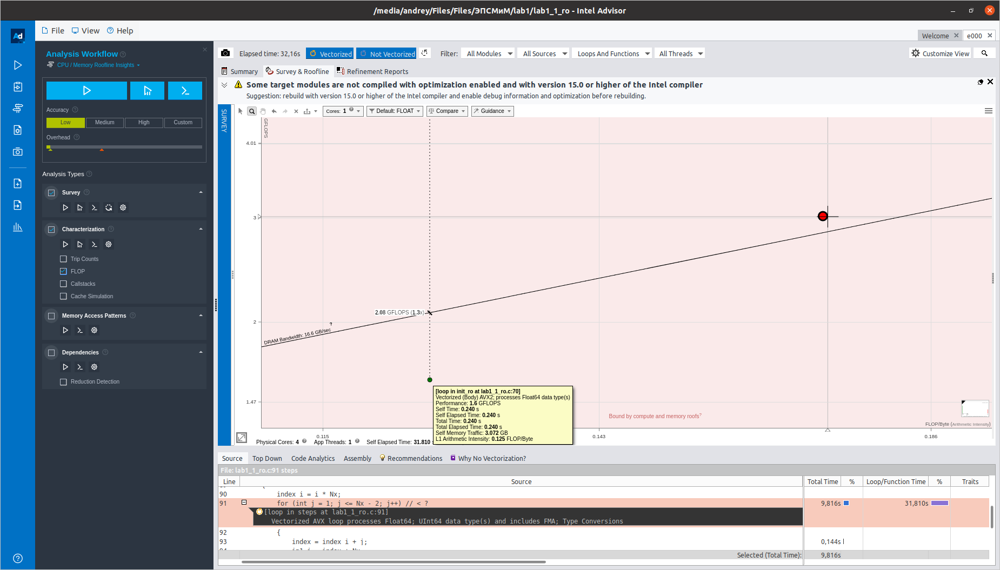 /media/andrey/Files/Files/ЭПСМиМ/lab1/lab1_1_ro - Intel Advisor
Ad
File View Help
Welcome e000
Analysis Workflow
CPU / Memory Roofline Insights
Accuracy
Low Medium High Custom
Overhead
Analysis Types
Survey
Characterization
Trip Counts
FLOP
Callstacks
Cache Simulation
Memory Access Patterns
Dependencies
Reduction Detection
Elapsed time: 32,16s Vectorized Not Vectorized Filter: All Modules All Sources Loops And Functions All Threads Customize View
Summary Survey & Roofline Refinement Reports
Some target modules are not compiled with optimization enabled and with version 15.0 or higher of the Intel compiler
Suggestion: rebuild with version 15.0 or higher of the Intel compiler and enable debug information and optimization before rebuilding.
SURVEY
Cores: 1 Default: FLOAT Compare Guidance
GFLOPS
4.01
3
2
1.47
2.08 GFLOPS (1.3x)
DRAM Bandwidth: 16.6 GB/sec ?
[loop in init_ro at lab1_1_ro.c:70]
Vectorized (Body) AVX2; processes Float64 data type(s)
Performance: 1.6 GFLOPS
Self Time: 0.240 s
Self Elapsed Time: 0.240 s
Total Time: 0.240 s
Total Elapsed Time: 0.240 s
Self Memory Traffic: 3.072 GB
L1 Arithmetic Intensity: 0.125 FLOP/Byte
Bound by compute and memory roofs?
FLOP/Byte (Arithmetic Intensity)
0.115 0.143 0.186
Physical Cores: 4 App Threads: 1 Self Elapsed Time: 31.810
Source Top Down Code Analytics Assembly Recommendations Why No Vectorization?
File: lab1_1_ro.c:91 steps
Line Source Total Time % Loop/Function Time % Traits
90 index i = i * Nx;
91 for (int j = 1; j <= Nx - 2; j++) // < ? 9,816s 31,810s
[loop in steps at lab1_1_ro.c:91]
Vectorized AVX loop processes Float64; UInt64 data type(s) and includes FMA; Type Conversions
92 {
93 index = index i + j; 0,144s
Selected (Total Time): 9,816s